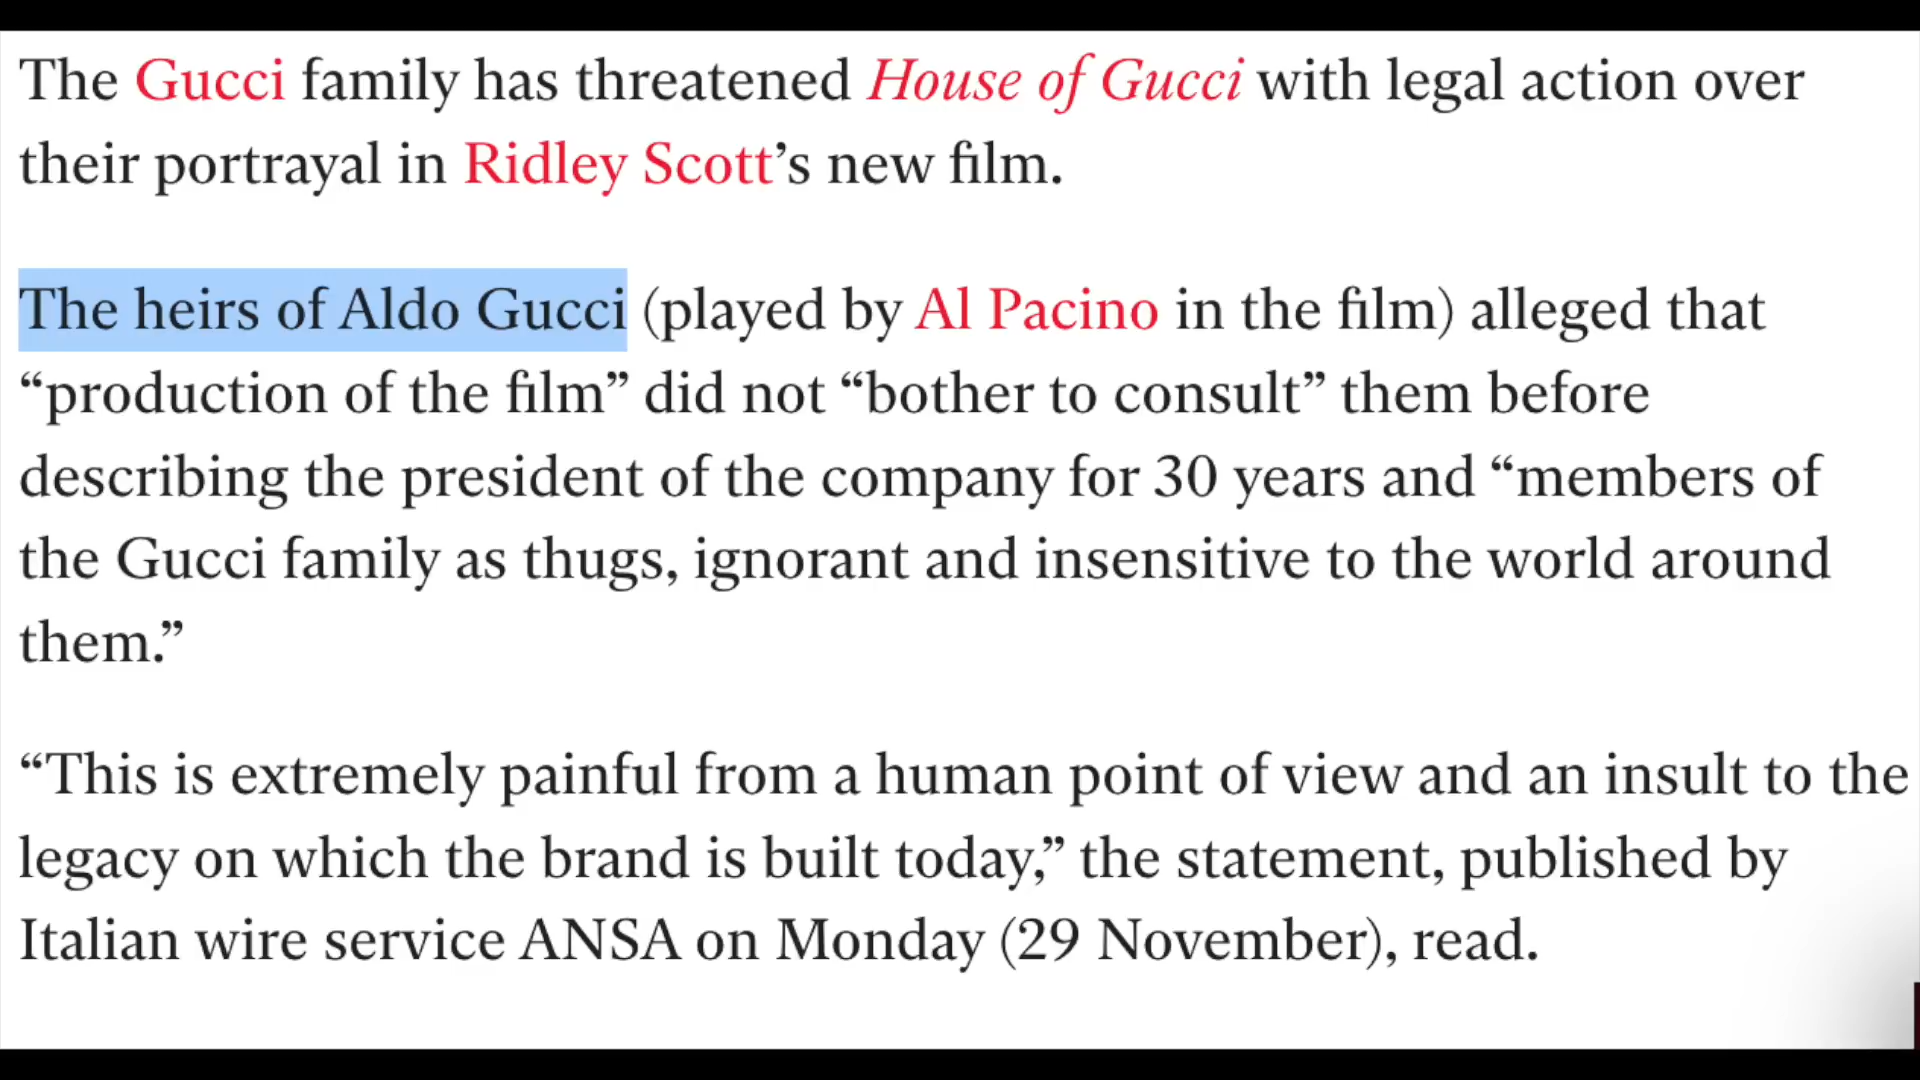 The Gucci family has threatened House of Gucci with legal action over
their portrayal in Ridley Scott’s new film.
The heirs of Aldo Gucci (played by Al Pacino in the film) alleged that
“production of the film” did not “bother to consult” them before
describing the president of the company for 30 years and “members of
the Gucci family as thugs, ignorant and insensitive to the world around
them.”
“This is extremely painful from a human point of view and an insult to the
legacy on which the brand is built today,” the statement, published by
Italian wire service ANSA on Monday (29 November), read.